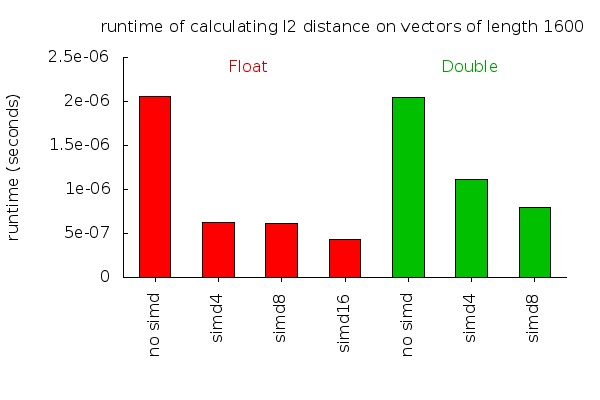 runtime of calculating l2 distance on vectors of length 1600
Float
Double
runtime (seconds)
2.5e-06
2e-06
1.5e-06
1e-06
5e-07
0
no simd
simd4
simd8
simd16
no simd
simd4
simd8